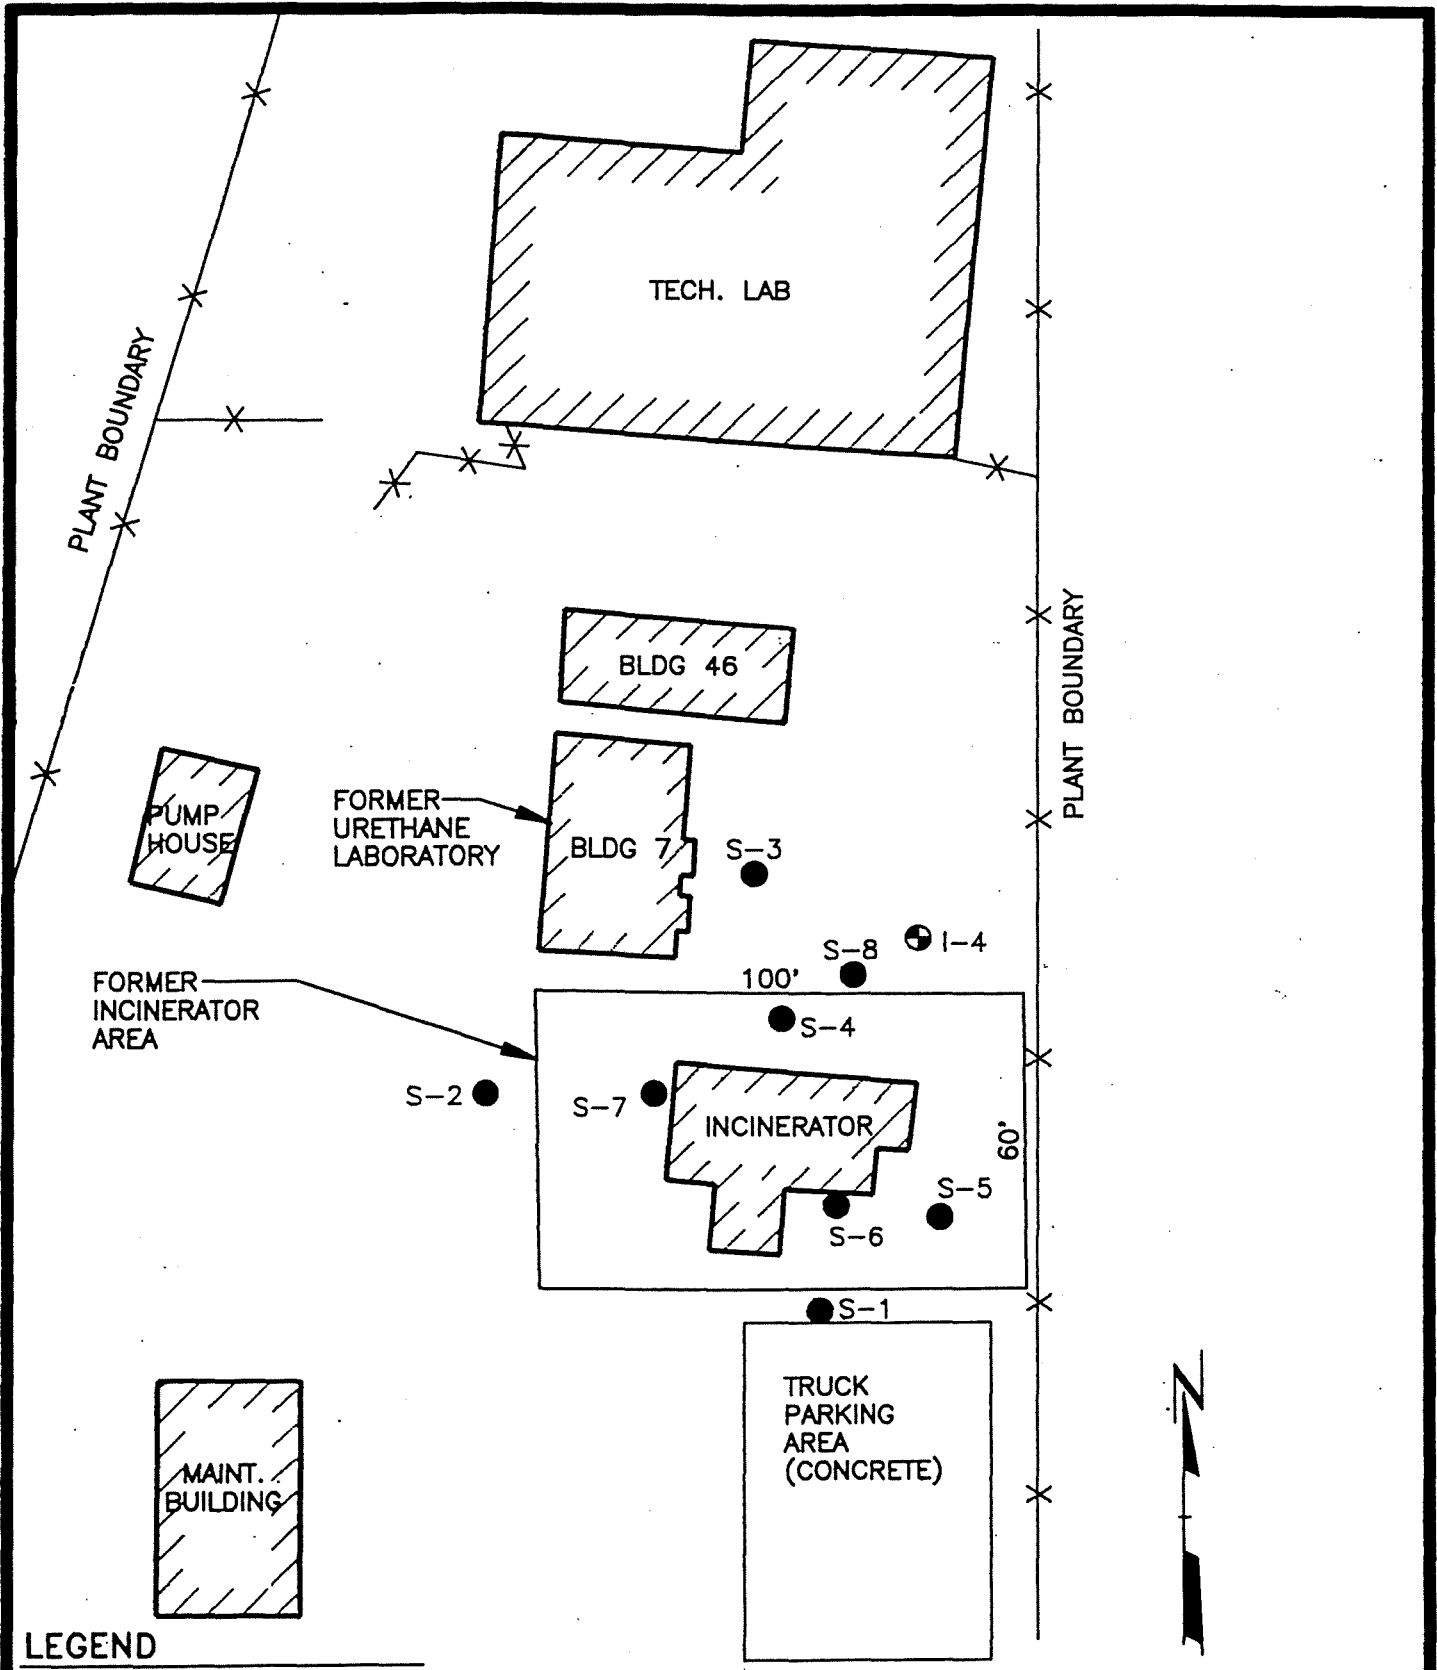 TECH. LAB
PLANT BOUNDARY
BLDG 46
PLANT BOUNDARY
PUMP
HOUSE
FORMER
URETHANE
LABORATORY
BLDG 7
S-3
S-8
I-4
100'
FORMER
INCINERATOR
AREA
S-4
S-2
S-7
INCINERATOR
60'
S-5
S-6
S-1
TRUCK
PARKING
AREA
(CONCRETE)
N
MAINT.
BUILDING
LEGEND